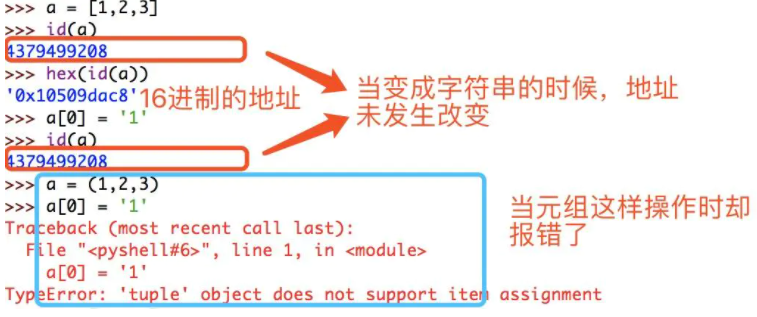 >>> a = [1,2,3]
>>> id(a)
4379499208
>>> hex(id(a))
'0x10509dac8' 16进制的地址
当变成字符串的时候，地址
未发生改变
>>> a[0] = '1'
>>> id(a)
4379499208
>>> a = (1,2,3)
>>> a[0] = '1'
当元组这样操作时却
报错了
Traceback (most recent call last):
  File "<pyshell#6>", line 1, in <module>
    a[0] = '1'
TypeError: 'tuple' object does not support item assignment